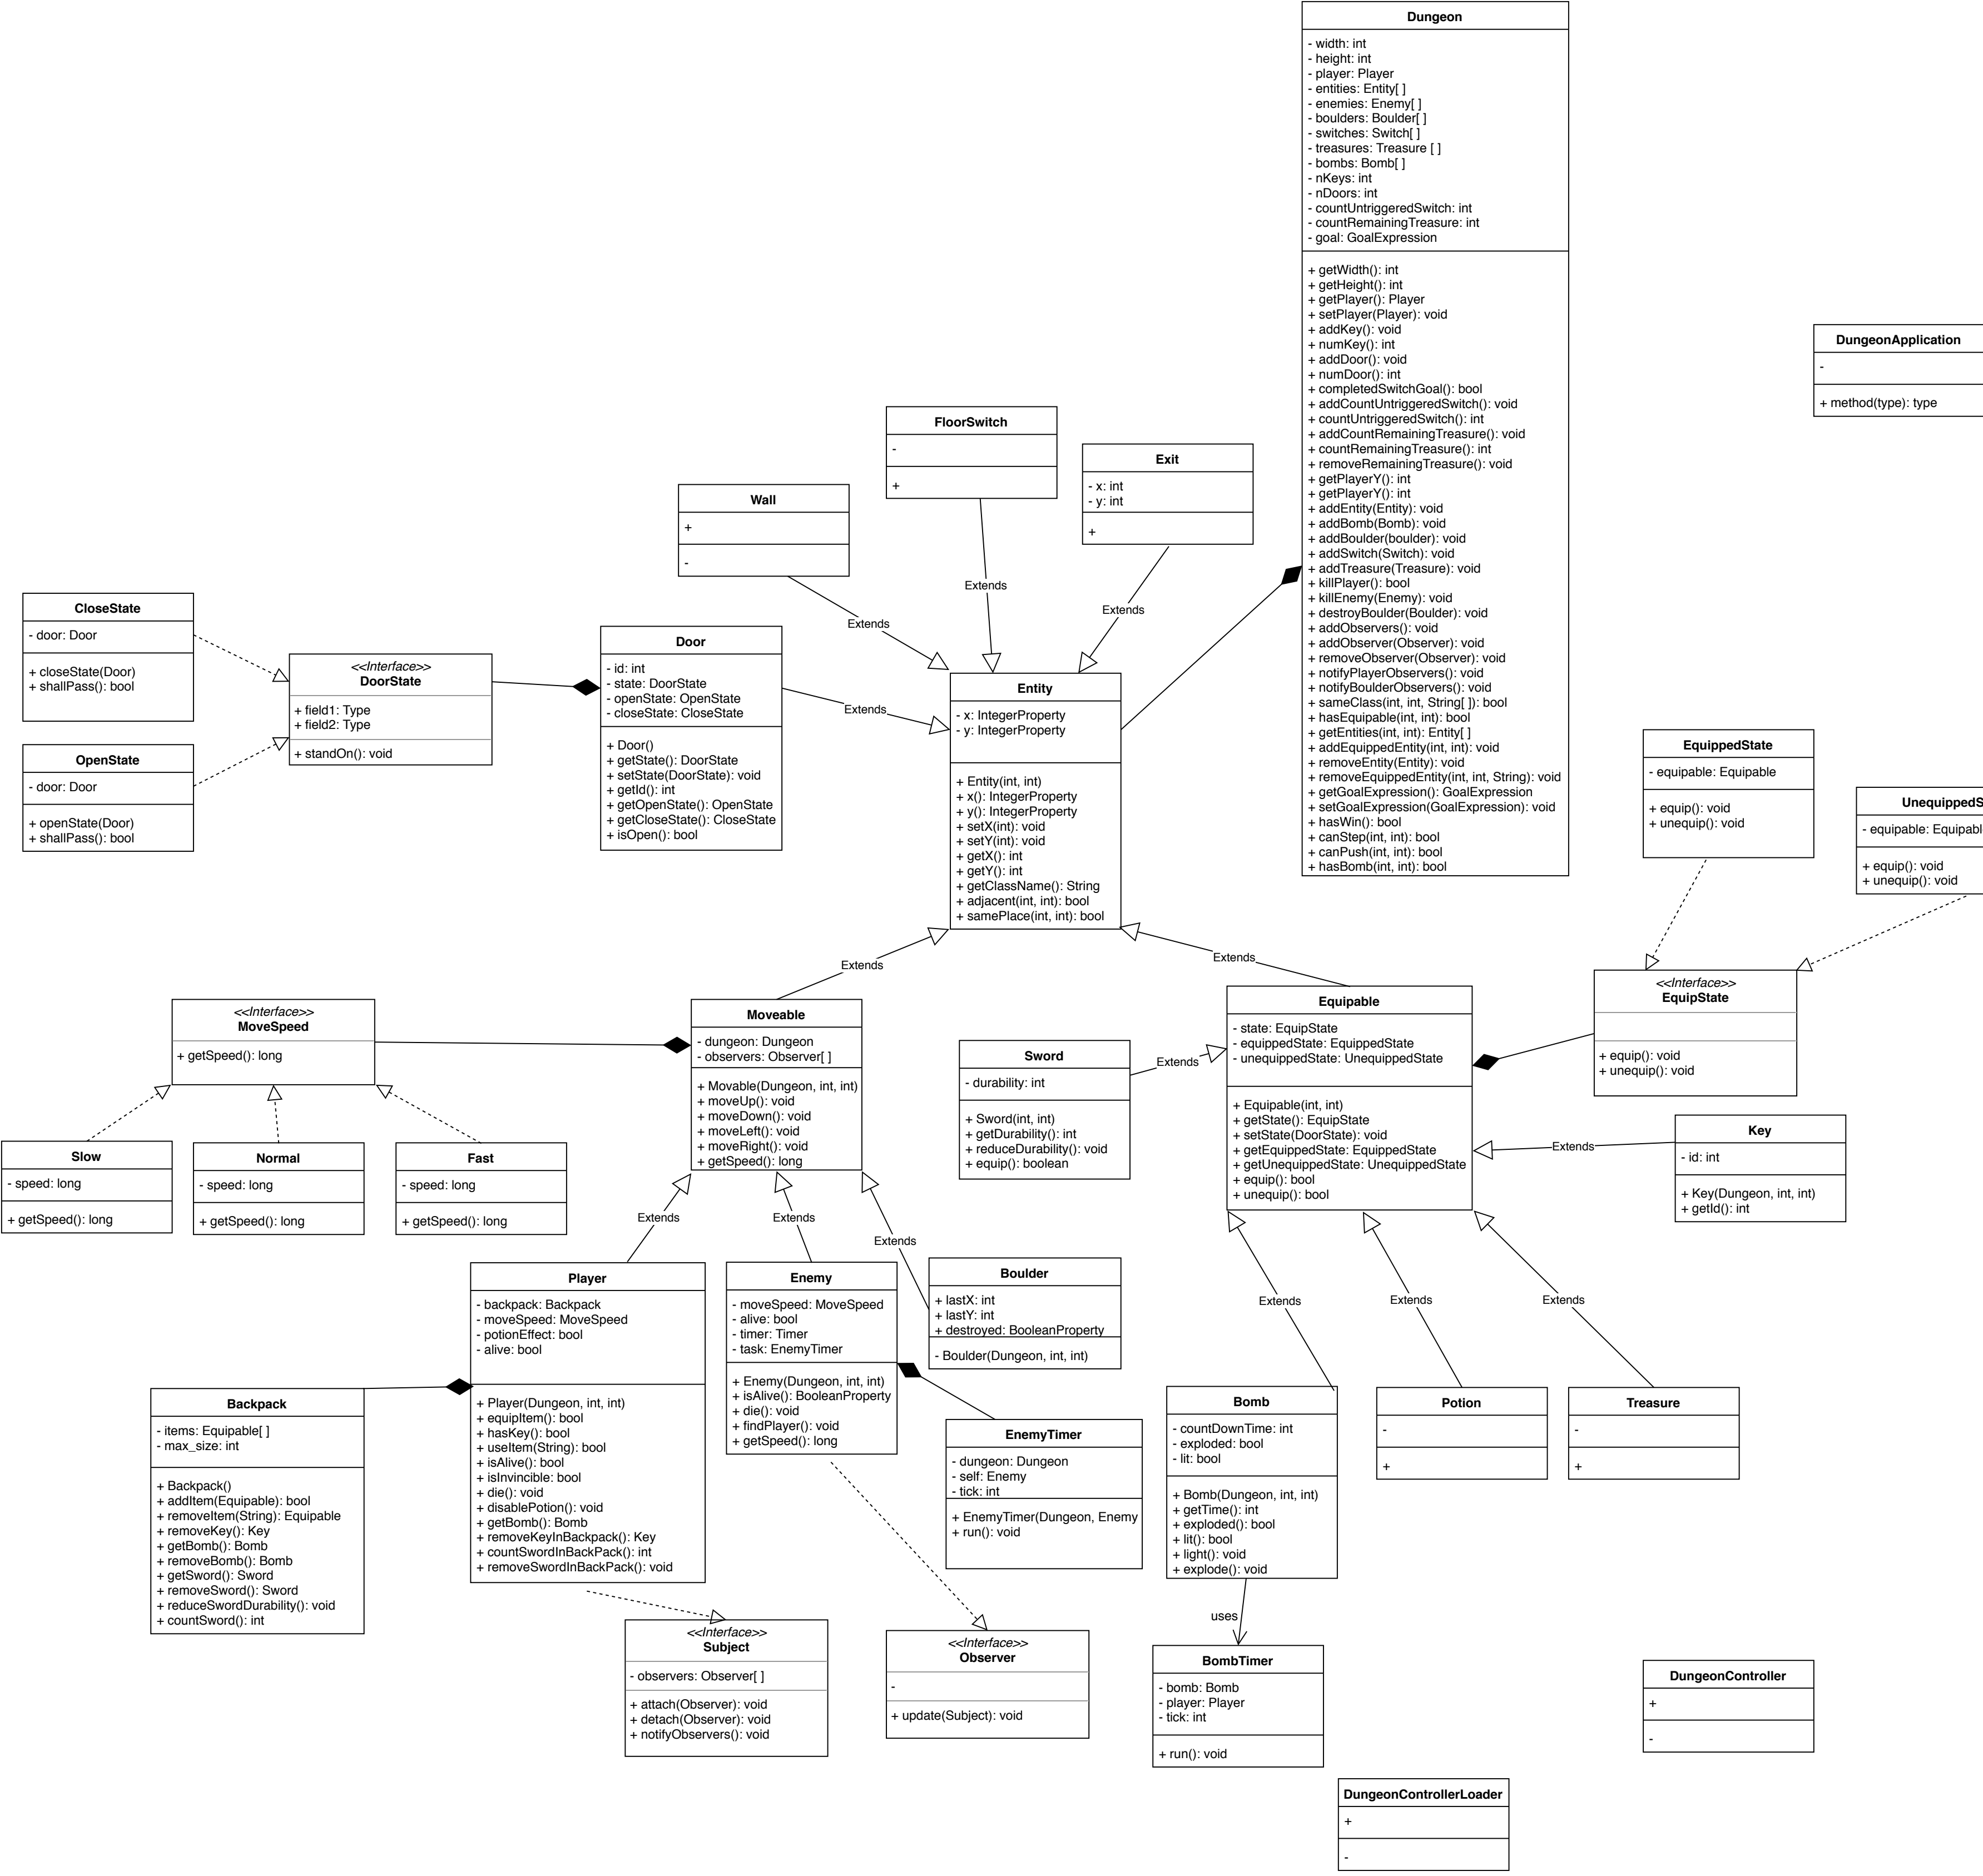 Dungeon
- width: int
- height: int
- player: Player
- entities: Entity[ ]
- enemies: Enemy[ ]
- boulders: Boulder[ ]
- switches: Switch[ ]
- treasures: Treasure [ ]
- bombs: Bomb[ ]
- nKeys: int
- nDoors: int
- countUntriggeredSwitch: int
- countRemainingTreasure: int
- goal: GoalExpression
+ getWidth(): int
+ getHeight(): int
+ getPlayer(): Player
+ setPlayer(Player): void
+ addKey(): void
+ numKey(): int
+ addDoor(): void
+ numDoor(): int
+ completedSwitchGoal(): bool
+ addCountUntriggeredSwitch(): void
+ countUntriggeredSwitch(): int
+ addCountRemainingTreasure(): void
+ countRemainingTreasure(): int
+ removeRemainingTreasure(): void
+ getPlayerY(): int
+ getPlayerY(): int
+ addEntity(Entity): void
+ addBomb(Bomb): void
+ addBoulder(boulder): void
+ addSwitch(Switch): void
+ addTreasure(Treasure): void
+ killPlayer(): bool
+ killEnemy(Enemy): void
+ destroyBoulder(Boulder): void
+ addObservers(): void
+ addObserver(Observer): void
+ removeObserver(Observer): void
+ notifyPlayerObservers(): void
+ notifyBoulderObservers(): void
+ sameClass(int, int, String[ ]): bool
+ hasEquipable(int, int): bool
+ getEntities(int, int): Entity[ ]
+ addEquippedEntity(int, int): void
+ removeEntity(Entity): void
+ removeEquippedEntity(int, int, String): void
+ getGoalExpression(): GoalExpression
+ setGoalExpression(GoalExpression): void
+ hasWin(): bool
+ canStep(int, int): bool
+ canPush(int, int): bool
+ hasBomb(int, int): bool
DungeonApplication
-
+ method(type): type
FloorSwitch
-
+
Exit
- x: int
- y: int
+
Wall
+
-
Extends
Extends
Extends
CloseState
- door: Door
+ closeState(Door)
+ shallPass(): bool
<<Interface>>
DoorState
+ field1: Type
+ field2: Type
+ standOn(): void
OpenState
- door: Door
+ openState(Door)
+ shallPass(): bool
Door
- id: int
- state: DoorState
- openState: OpenState
- closeState: CloseState
+ Door()
+ getState(): DoorState
+ setState(DoorState): void
+ getId(): int
+ getOpenState(): OpenState
+ getCloseState(): CloseState
+ isOpen(): bool
Extends
Entity
- x: IntegerProperty
- y: IntegerProperty
+ Entity(int, int)
+ x(): IntegerProperty
+ y(): IntegerProperty
+ setX(int): void
+ setY(int): void
+ getX(): int
+ getY(): int
+ getClassName(): String
+ adjacent(int, int): bool
+ samePlace(int, int): bool
EquippedState
- equipable: Equipable
+ equip(): void
+ unequip(): void
UnequippedS
- equipable: Equipabl
+ equip(): void
+ unequip(): void
Extends
Extends
<<Interface>>
EquipState
+ equip(): void
+ unequip(): void
<<Interface>>
MoveSpeed
+ getSpeed(): long
Moveable
- dungeon: Dungeon
- observers: Observer[ ]
+ Movable(Dungeon, int, int)
+ moveUp(): void
+ moveDown(): void
+ moveLeft(): void
+ moveRight(): void
+ getSpeed(): long
Sword
- durability: int
+ Sword(int, int)
+ getDurability(): int
+ reduceDurability(): void
+ equip(): boolean
Extends
Equipable
- state: EquipState
- equippedState: EquippedState
- unequippedState: UnequippedState
+ Equipable(int, int)
+ getState(): EquipState
+ setState(DoorState): void
+ getEquippedState: EquippedState
+ getUnequippedState: UnequippedState
+ equip(): bool
+ unequip(): bool
Extends
Key
- id: int
+ Key(Dungeon, int, int)
+ getId(): int
Slow
- speed: long
+ getSpeed(): long
Normal
- speed: long
+ getSpeed(): long
Fast
- speed: long
+ getSpeed(): long
Extends
Extends
Extends
Player
- backpack: Backpack
- moveSpeed: MoveSpeed
- potionEffect: bool
- alive: bool
+ Player(Dungeon, int, int)
+ equipItem(): bool
+ hasKey(): bool
+ useItem(String): bool
+ isAlive(): bool
+ isInvincible: bool
+ die(): void
+ disablePotion(): void
+ getBomb(): Bomb
+ removeKeyInBackpack(): Key
+ countSwordInBackPack(): int
+ removeSwordInBackPack(): void
Enemy
- moveSpeed: MoveSpeed
- alive: bool
- timer: Timer
- task: EnemyTimer
+ Enemy(Dungeon, int, int)
+ isAlive(): BooleanProperty
+ die(): void
+ findPlayer(): void
+ getSpeed(): long
Boulder
+ lastX: int
+ lastY: int
+ destroyed: BooleanProperty
- Boulder(Dungeon, int, int)
Extends
Extends
Extends
Backpack
- items: Equipable[ ]
- max_size: int
+ Backpack()
+ addItem(Equipable): bool
+ removeItem(String): Equipable
+ removeKey(): Key
+ getBomb(): Bomb
+ removeBomb(): Bomb
+ getSword(): Sword
+ removeSword(): Sword
+ reduceSwordDurability(): void
+ countSword(): int
EnemyTimer
- dungeon: Dungeon
- self: Enemy
- tick: int
+ EnemyTimer(Dungeon, Enemy
+ run(): void
Bomb
- countDownTime: int
- exploded: bool
- lit: bool
+ Bomb(Dungeon, int, int)
+ getTime(): int
+ exploded(): bool
+ lit(): bool
+ light(): void
+ explode(): void
Potion
-
+
Treasure
-
+
uses
<<Interface>>
Subject
- observers: Observer[ ]
+ attach(Observer): void
+ detach(Observer): void
+ notifyObservers(): void
<<Interface>>
Observer
-
+ update(Subject): void
BombTimer
- bomb: Bomb
- player: Player
- tick: int
+ run(): void
DungeonController
+
-
DungeonControllerLoader
+
-